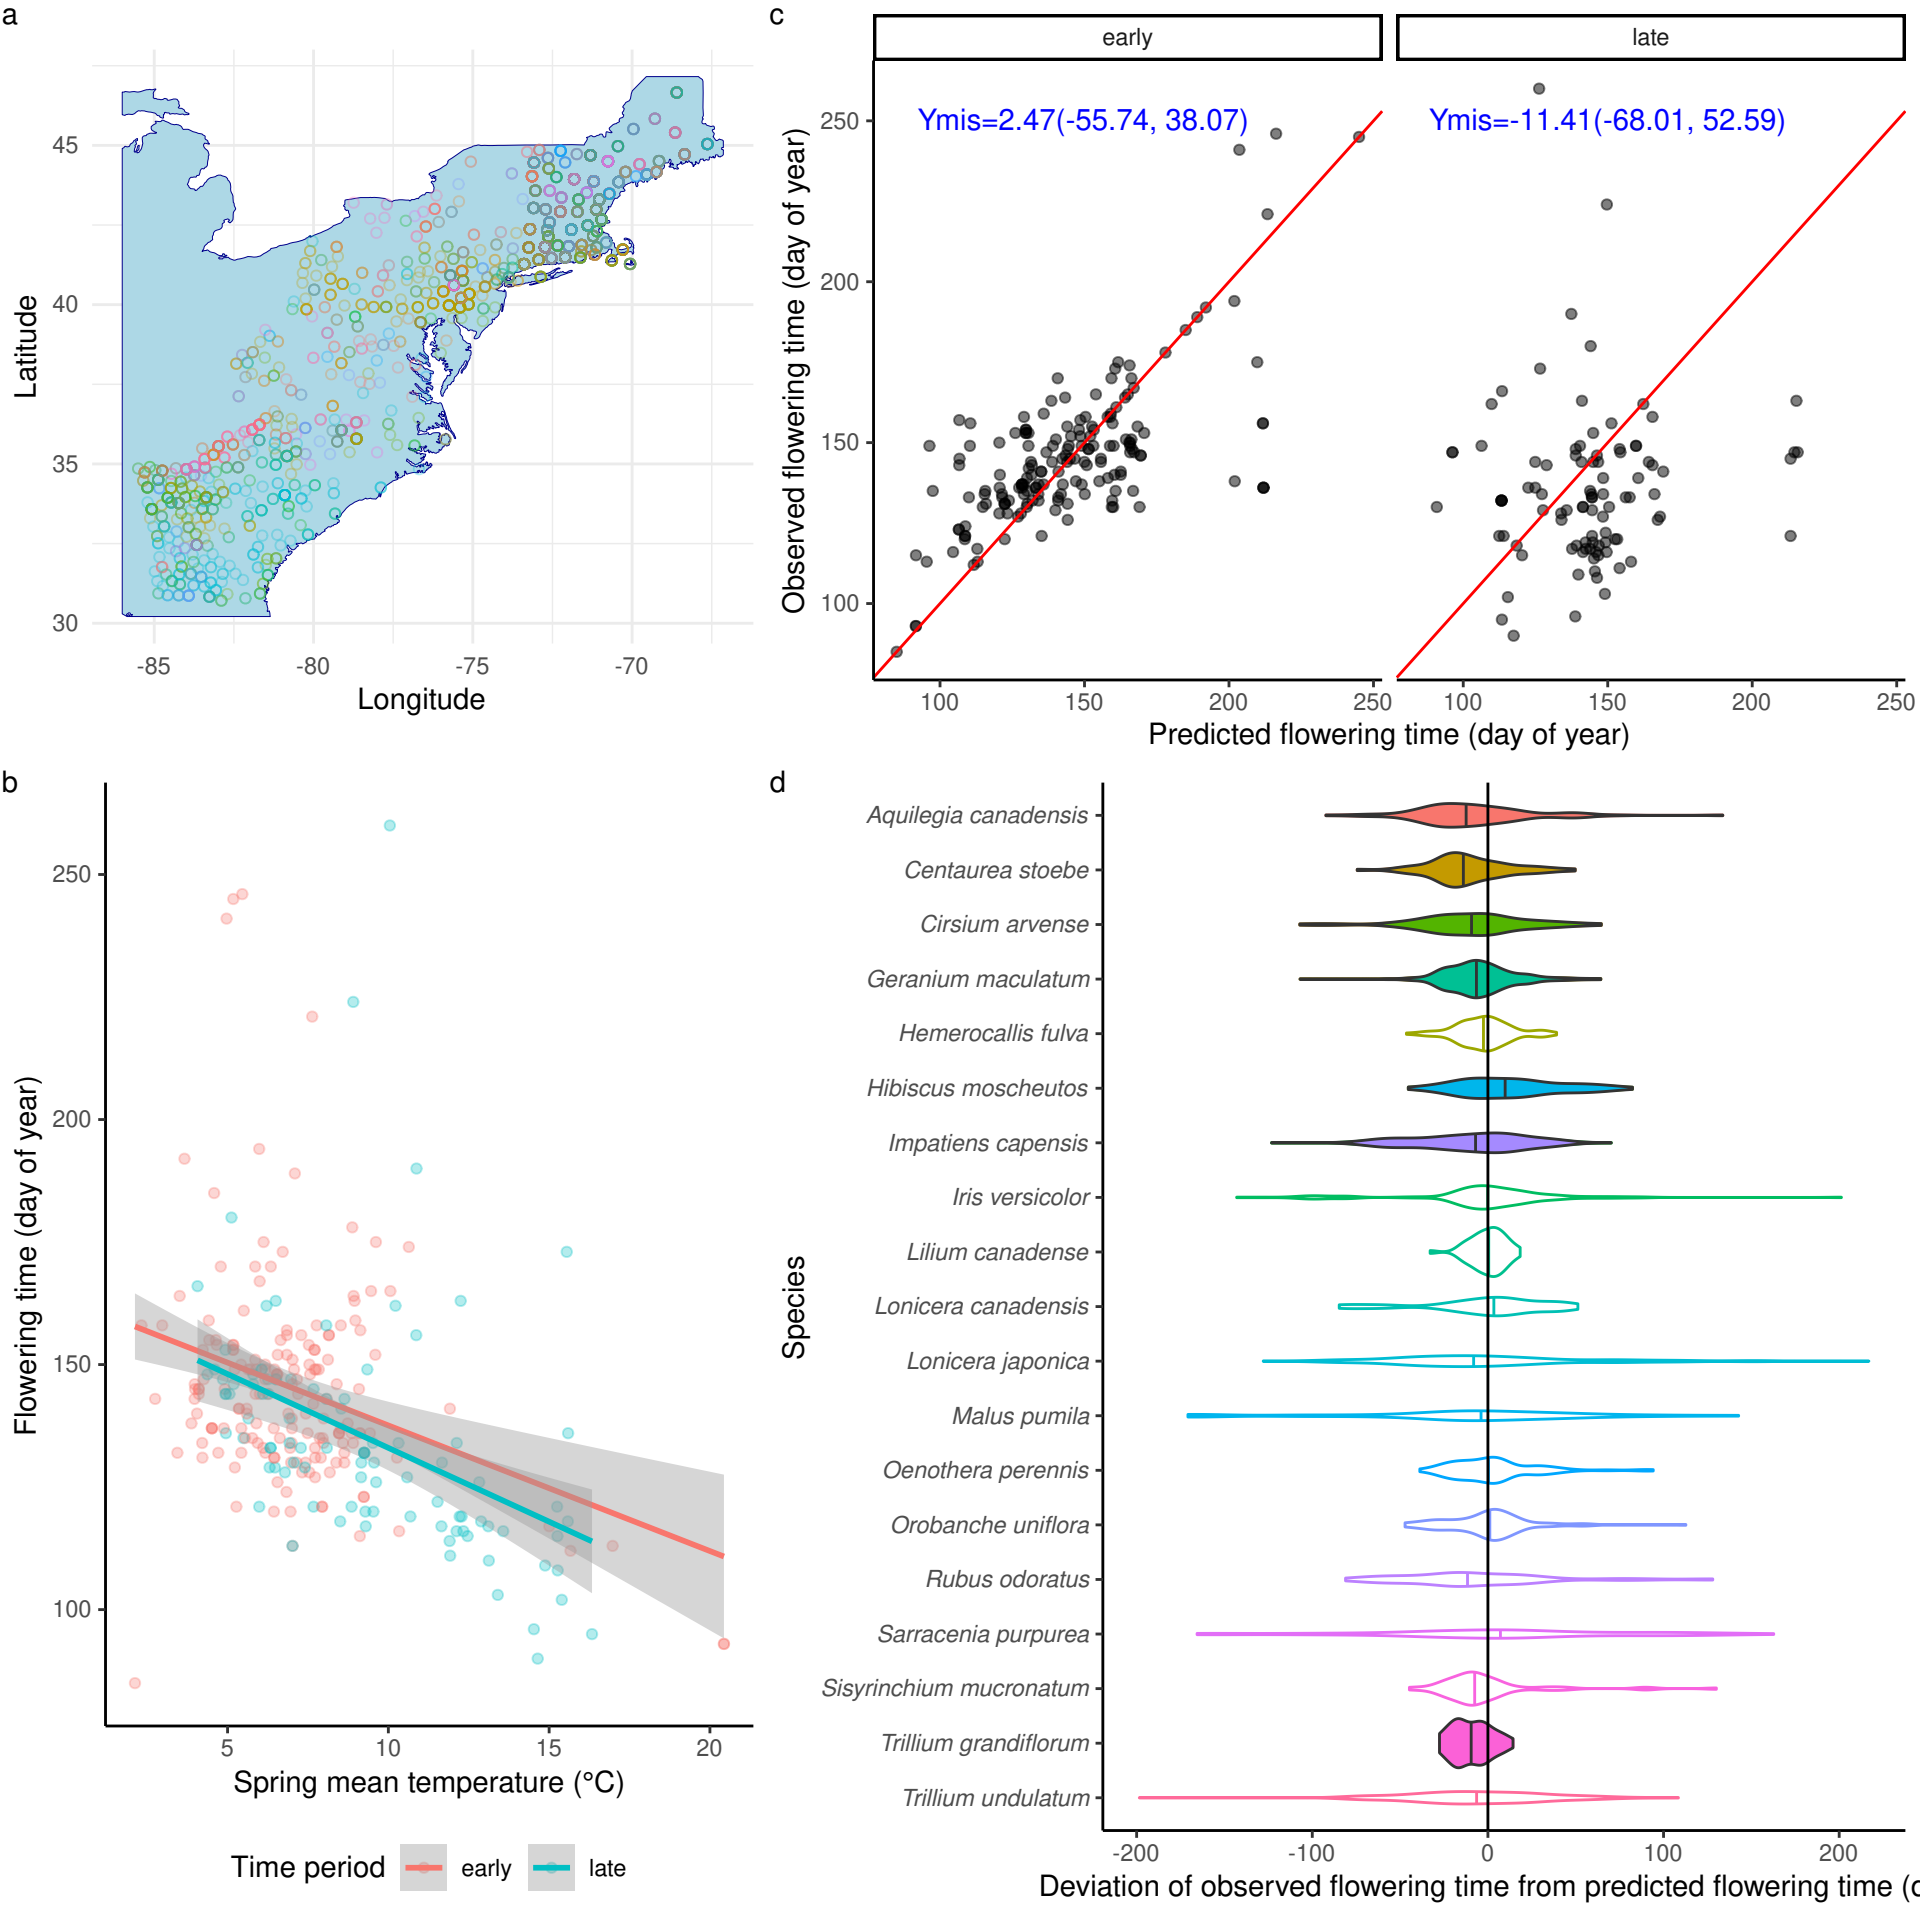 a
45
40
35
30
-85 -80 -75 -70
Latitude
Longitude
c
early late
Ymis=2.47(-55.74, 38.07)
Ymis=-11.41(-68.01, 52.59)
250
200
150
100
100 150 200 250 100 150 200 250
Observed flowering time (day of year)
Predicted flowering time (day of year)
b
250
200
150
100
5 10 15 20
Flowering time (day of year)
Spring mean temperature (°C)
Time period early late
d
Aquilegia canadensis
Centaurea stoebe
Cirsium arvense
Geranium maculatum
Hemerocallis fulva
Hibiscus moscheutos
Impatiens capensis
Iris versicolor
Lilium canadense
Lonicera canadensis
Lonicera japonica
Malus pumila
Oenothera perennis
Orobanche uniflora
Rubus odoratus
Sarracenia purpurea
Sisyrinchium mucronatum
Trillium grandiflorum
Trillium undulatum
Species
-200 -100 0 100 200
Deviation of observed flowering time from predicted flowering time (